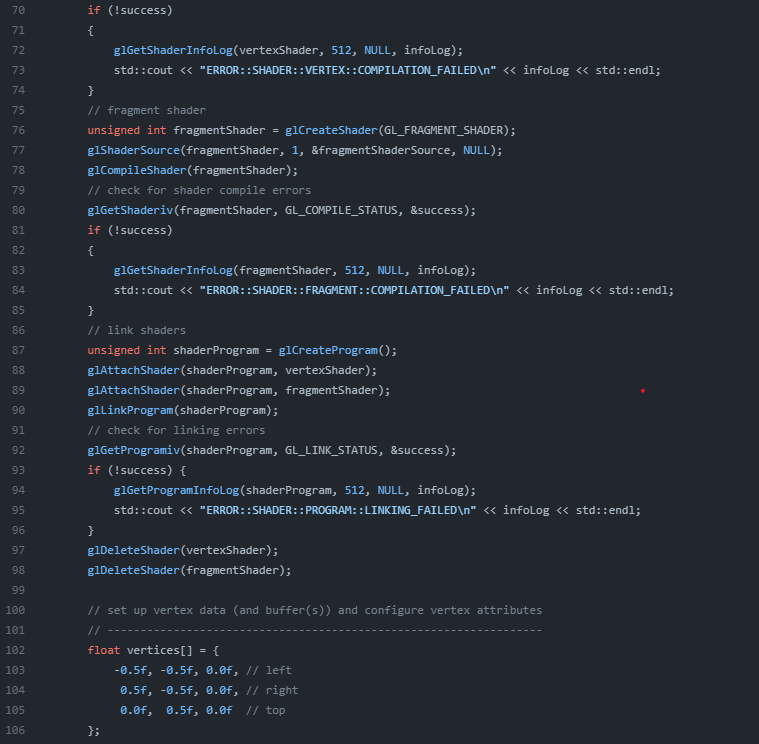 70 if (!success)
71 {
72 glGetShaderInfoLog(vertexShader, 512, NULL, infoLog);
73 std::cout << "ERROR::SHADER::VERTEX::COMPILATION_FAILED\n" << infoLog << std::endl;
74 }
75 // fragment shader
76 unsigned int fragmentShader = glCreateShader(GL_FRAGMENT_SHADER);
77 glShaderSource(fragmentShader, 1, &fragmentShaderSource, NULL);
78 glCompileShader(fragmentShader);
79 // check for shader compile errors
80 glGetShaderiv(fragmentShader, GL_COMPILE_STATUS, &success);
81 if (!success)
82 {
83 glGetShaderInfoLog(fragmentShader, 512, NULL, infoLog);
84 std::cout << "ERROR::SHADER::FRAGMENT::COMPILATION_FAILED\n" << infoLog << std::endl;
85 }
86 // link shaders
87 unsigned int shaderProgram = glCreateProgram();
88 glAttachShader(shaderProgram, vertexShader);
89 glAttachShader(shaderProgram, fragmentShader);
90 glLinkProgram(shaderProgram);
91 // check for linking errors
92 glGetProgramiv(shaderProgram, GL_LINK_STATUS, &success);
93 if (!success) {
94 glGetProgramInfoLog(shaderProgram, 512, NULL, infoLog);
95 std::cout << "ERROR::SHADER::PROGRAM::LINKING_FAILED\n" << infoLog << std::endl;
96 }
97 glDeleteShader(vertexShader);
98 glDeleteShader(fragmentShader);
99
100 // set up vertex data (and buffer(s)) and configure vertex attributes
101 // ------------------------------------------------------------------
102 float vertices[] = {
103 -0.5f, -0.5f, 0.0f, // left
104 0.5f, -0.5f, 0.0f, // right
105 0.0f, 0.5f, 0.0f // top
106 };